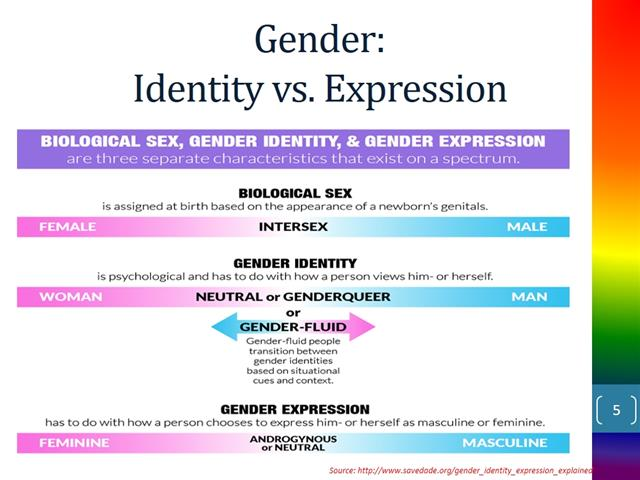 Gender:
Identity vs. Expression
BIOLOGICAL SEX, GENDER IDENTITY, & GENDER EXPRESSION
are three separate characteristics that exist on a spectrum.
BIOLOGICAL SEX
is assigned at birth based on the appearance of a newborn's genitals.
FEMALE INTERSEX MALE
GENDER IDENTITY
is psychological and has to do with how a person views him- or herself.
WOMAN NEUTRAL or GENDERQUEER MAN
or
GENDER-FLUID
Gender-fluid people
transition between
gender identities
based on situational
cues and context.
5
GENDER EXPRESSION
has to do with how a person chooses to express him- or herself as masculine or feminine.
FEMININE ANDROGYNOUS MASCULINE
or NEUTRAL
Source: http://www.savedade.org/gender_identity_expression_explained